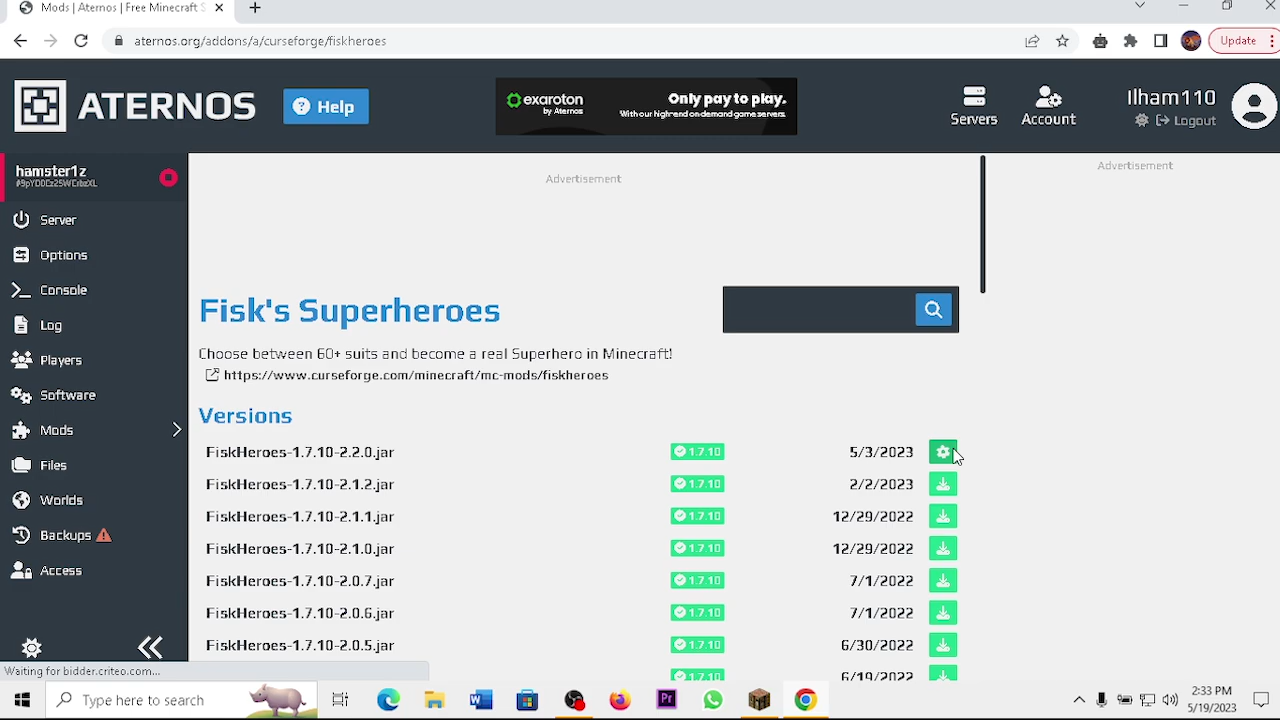 Mods | Aternos | Free Minecraft S
aternos.org/addons/a/curseforge/fiskheroes
Update
ATERNOS
Help
exaroton
by Aternos
Only pay to play.
With our high-end on-demand game servers.
Servers
Account
Ilham110
Logout
hamster1z
Server
Options
Console
Log
Players
Software
Mods
Files
Worlds
Backups
Access
Advertisement
Advertisement
Fisk's Superheroes
Choose between 60+ suits and become a real Superhero in Minecraft!
https://www.curseforge.com/minecraft/mc-mods/fiskheroes
Versions
FiskHeroes-1.7.10-2.2.0.jar 1.7.10 5/3/2023
FiskHeroes-1.7.10-2.1.2.jar 1.7.10 2/2/2023
FiskHeroes-1.7.10-2.1.1.jar 1.7.10 12/29/2022
FiskHeroes-1.7.10-2.1.0.jar 1.7.10 12/29/2022
FiskHeroes-1.7.10-2.0.7.jar 1.7.10 7/1/2022
FiskHeroes-1.7.10-2.0.6.jar 1.7.10 7/1/2022
FiskHeroes-1.7.10-2.0.5.jar 1.7.10 6/30/2022
1.7.10 6/19/2022
Waiting for bidder.criteo.com...
Type here to search
W
Pr
2:33 PM
5/19/2023